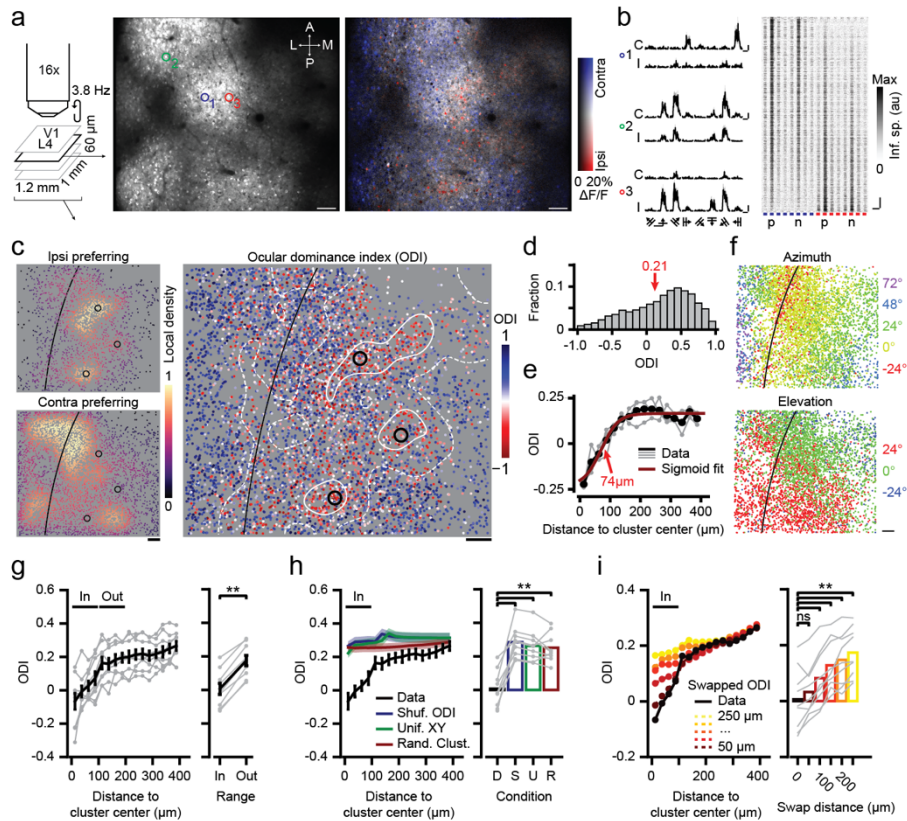 a
16x
3.8 Hz
V1
L4
60 µm
1 mm
1.2 mm
2
1
3
A
L
M
P
Contra
Ipsi
0 20%
ΔF/F
b
C
1
I
C
2
I
C
3
I
p n p n
Max
Inf. sp. (au)
0
c
Ipsi preferring
Contra preferring
Local density
1
0
Ocular dominance index (ODI)
ODI
1
−1
d
0.21
Fraction
0.1
0
-1.0 -0.5 0 0.5 1.0
ODI
e
ODI
0.25
0
-0.25
Data
Sigmoid fit
74µm
0 100 200 300 400
Distance to cluster center (µm)
f
Azimuth
72°
48°
24°
0°
-24°
Elevation
24°
0°
-24°
g
In Out
ODI
0.4
0.2
0
-0.2
-0.4
0 100 200 300 400
Distance to
cluster center (µm)
**
In Out
Range
h
In
ODI
0.6
0.4
0.2
0
-0.2
-0.4
Data
Shuf. ODI
Unif. XY
Rand. Clust.
0 100 200 300 400
Distance to
cluster center (µm)
**
D S U R
Condition
i
In
ODI
0.4
0.2
0
-0.2
Swapped ODI
Data
250 µm
...
50 µm
0 100 200 300 400
Distance to
cluster center (µm)
**
ns
0 100 200
Swap distance (µm)